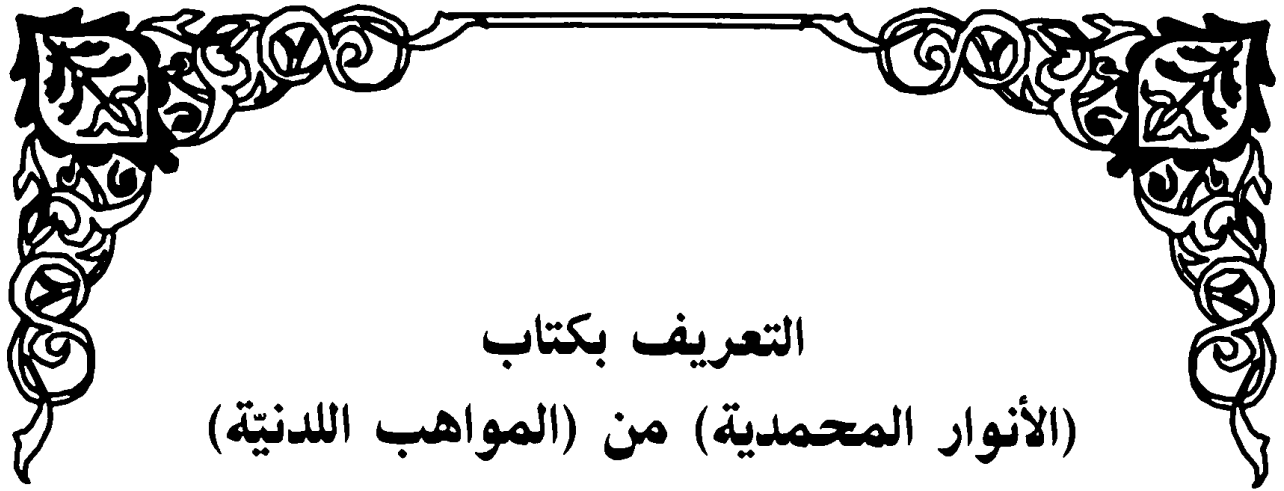 التعريف بكتاب
(الأنوار المحمدية) من (المواهب اللدنيّة)